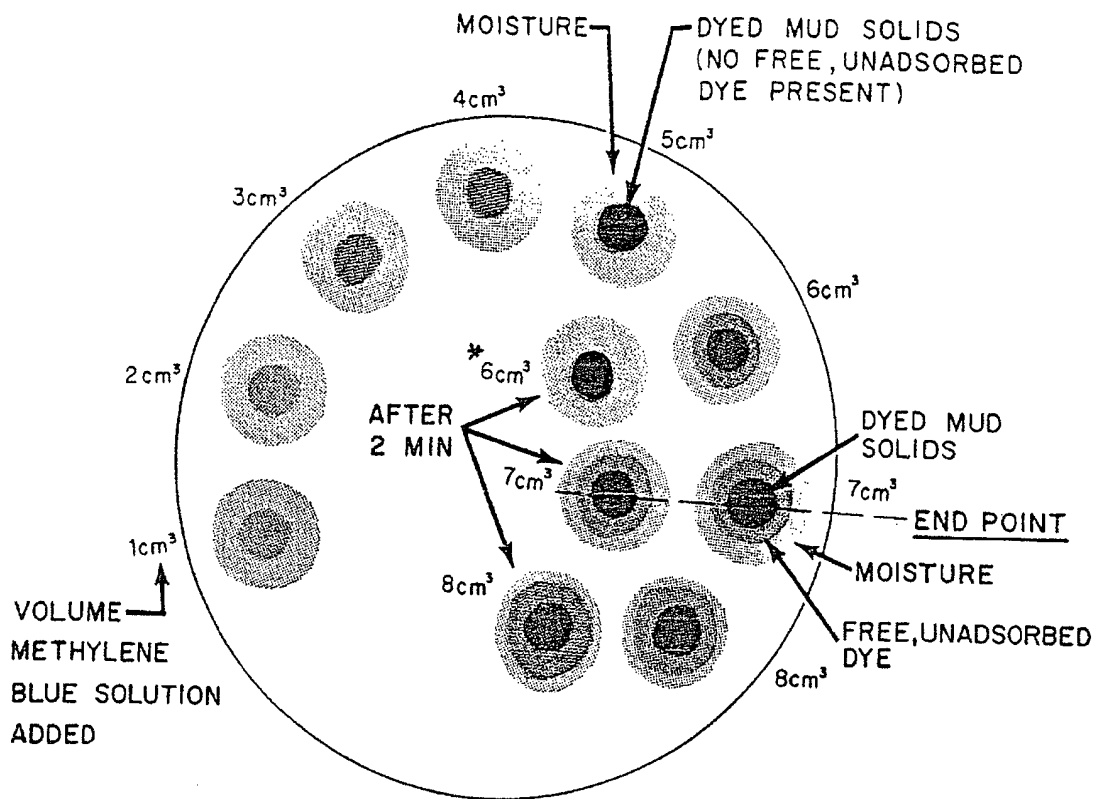 MOISTURE
DYED MUD SOLIDS
(NO FREE, UNADSORBED
DYE PRESENT)
4cm³
5cm³
3cm³
6cm³
2cm³
*6cm³
AFTER
2 MIN
DYED MUD
SOLIDS
7cm³
7cm³
END POINT
1cm³
8cm³
MOISTURE
VOLUME
METHYLENE
BLUE SOLUTION
ADDED
FREE, UNADSORBED
DYE
8cm³